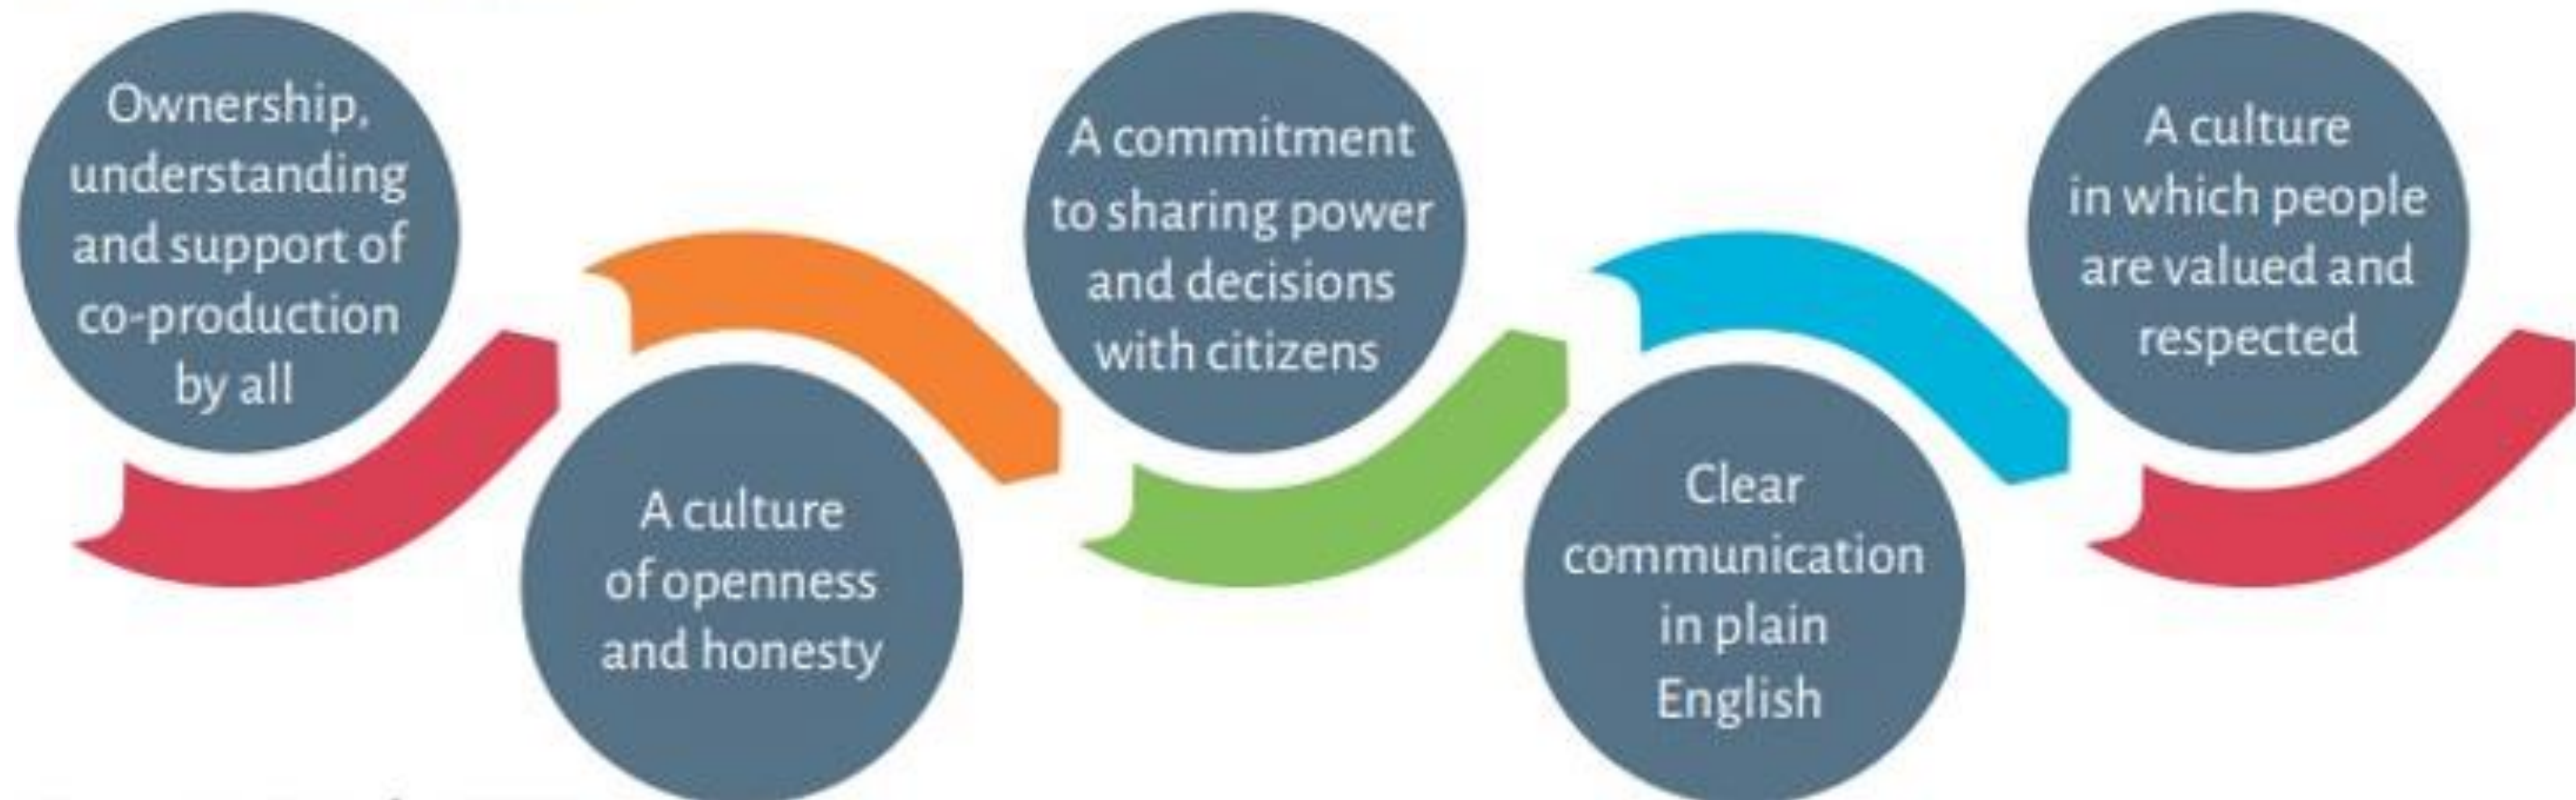 Ownership,
understanding
and support of
co-production
by all
A culture
of openness
and honesty
A commitment
to sharing power
and decisions
with citizens
Clear
communication
in plain
English
A culture
in which people
are valued and
respected